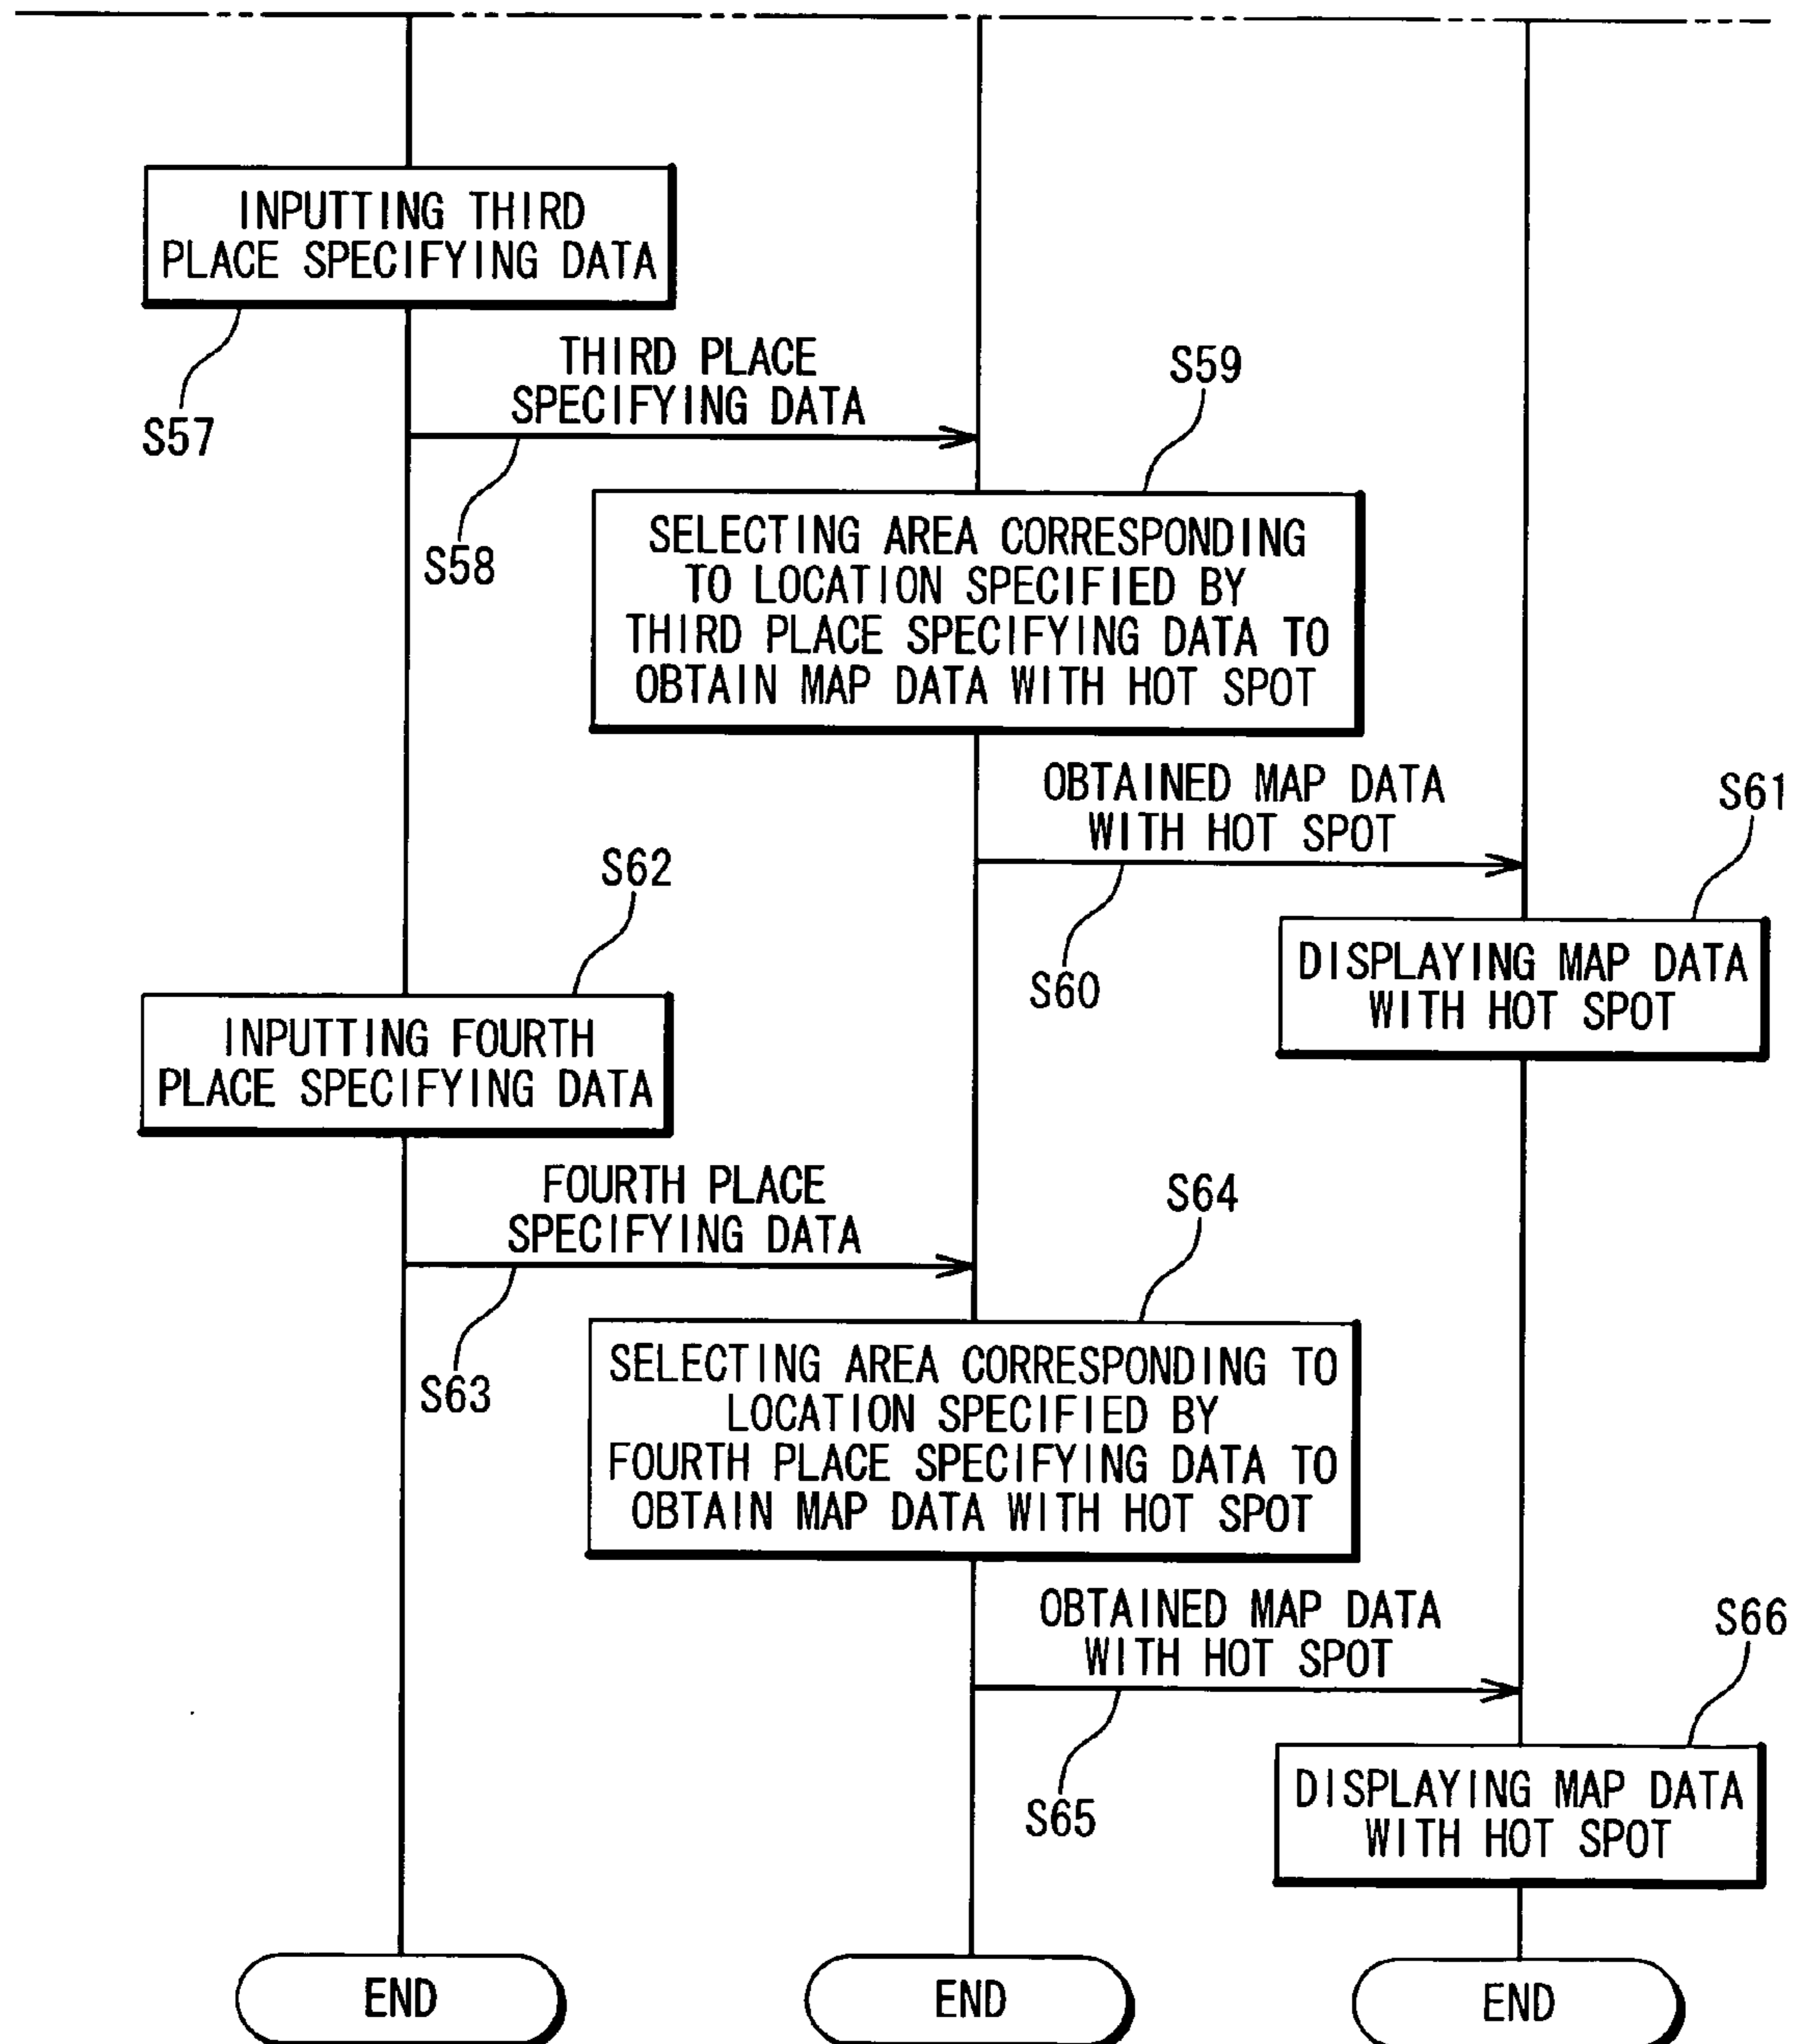 INPUTTING THIRD
PLACE SPECIFYING DATA
S57
THIRD PLACE
SPECIFYING DATA
S58
S59
SELECTING AREA CORRESPONDING
TO LOCATION SPECIFIED BY
THIRD PLACE SPECIFYING DATA TO
OBTAIN MAP DATA WITH HOT SPOT
OBTAINED MAP DATA
WITH HOT SPOT
S60
S61
DISPLAYING MAP DATA
WITH HOT SPOT
S62
INPUTTING FOURTH
PLACE SPECIFYING DATA
FOURTH PLACE
SPECIFYING DATA
S63
S64
SELECTING AREA CORRESPONDING TO
LOCATION SPECIFIED BY
FOURTH PLACE SPECIFYING DATA TO
OBTAIN MAP DATA WITH HOT SPOT
OBTAINED MAP DATA
WITH HOT SPOT
S65
S66
DISPLAYING MAP DATA
WITH HOT SPOT
END
END
END